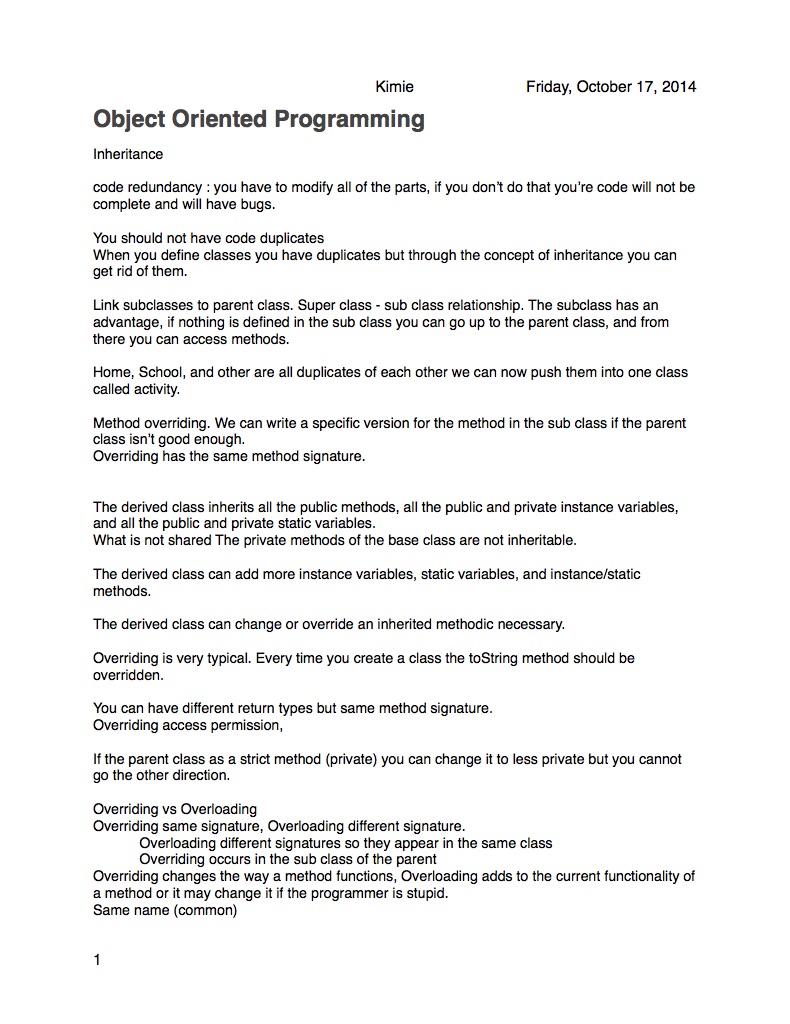 Kimie Friday, October 17, 2014
Object Oriented Programming
Inheritance
code redundancy : you have to modify all of the parts, if you don't do that you're code will not be
complete and will have bugs.
You should not have code duplicates
When you define classes you have duplicates but through the concept of inheritance you can
get rid of them.
Link subclasses to parent class. Super class - sub class relationship. The subclass has an
advantage, if nothing is defined in the sub class you can go up to the parent class, and from
there you can access methods.
Home, School, and other are all duplicates of each other we can now push them into one class
called activity.
Method overriding. We can write a specific version for the method in the sub class if the parent
class isn't good enough.
Overriding has the same method signature.
The derived class inherits all the public methods, all the public and private instance variables,
and all the public and private static variables.
What is not shared The private methods of the base class are not inheritable.
The derived class can add more instance variables, static variables, and instance/static
methods.
The derived class can change or override an inherited methodic necessary.
Overriding is very typical. Every time you create a class the toString method should be
overridden.
You can have different return types but same method signature.
Overriding access permission,
If the parent class as a strict method (private) you can change it to less private but you cannot
go the other direction.
Overriding vs Overloading
Overriding same signature, Overloading different signature.
Overloading different signatures so they appear in the same class
Overriding occurs in the sub class of the parent
Overriding changes the way a method functions, Overloading adds to the current functionality of
a method or it may change it if the programmer is stupid.
Same name (common)
1